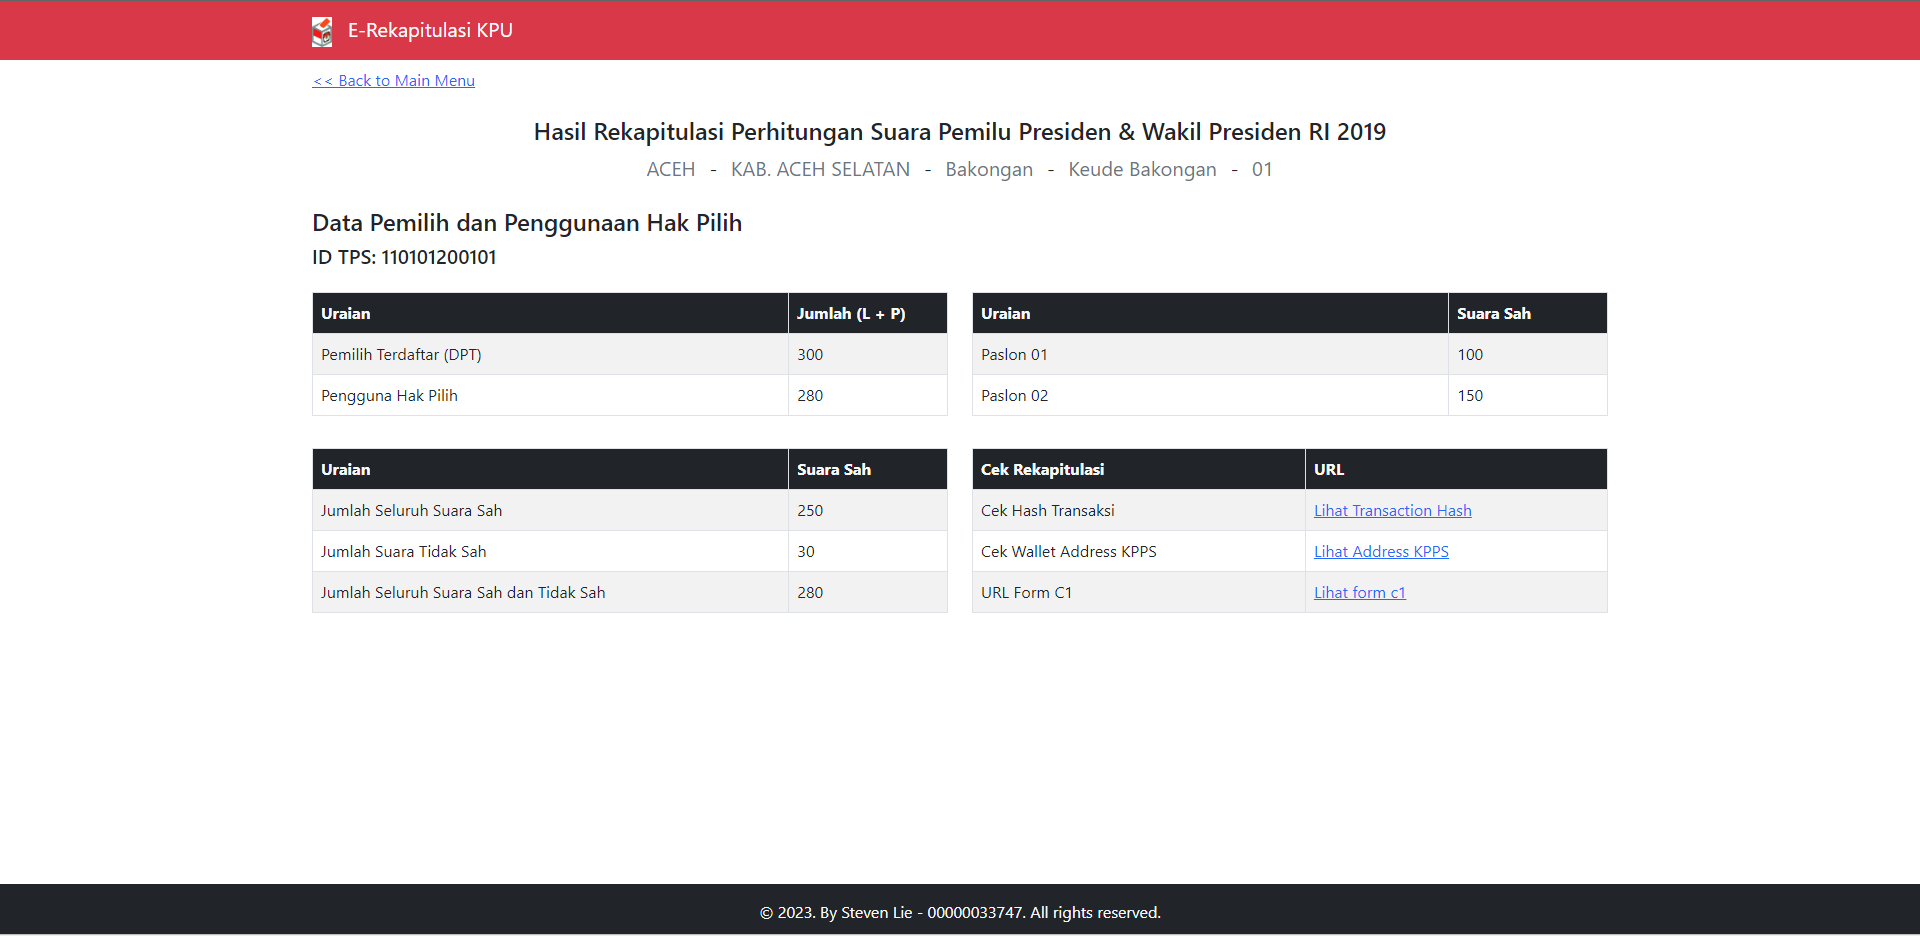 E-Rekapitulasi KPU
<< Back to Main Menu
Hasil Rekapitulasi Perhitungan Suara Pemilu Presiden & Wakil Presiden RI 2019
ACEH - KAB. ACEH SELATAN - Bakongan - Keude Bakongan - 01
Data Pemilih dan Penggunaan Hak Pilih
ID TPS: 110101200101
Uraian Jumlah (L + P)
Pemilih Terdaftar (DPT) 300
Pengguna Hak Pilih 280
Uraian Suara Sah
Paslon 01 100
Paslon 02 150
Uraian Suara Sah
Jumlah Seluruh Suara Sah 250
Jumlah Suara Tidak Sah 30
Jumlah Seluruh Suara Sah dan Tidak Sah 280
Cek Rekapitulasi URL
Cek Hash Transaksi Lihat Transaction Hash
Cek Wallet Address KPPS Lihat Address KPPS
URL Form C1 Lihat form c1
© 2023. By Steven Lie - 00000033747. All rights reserved.